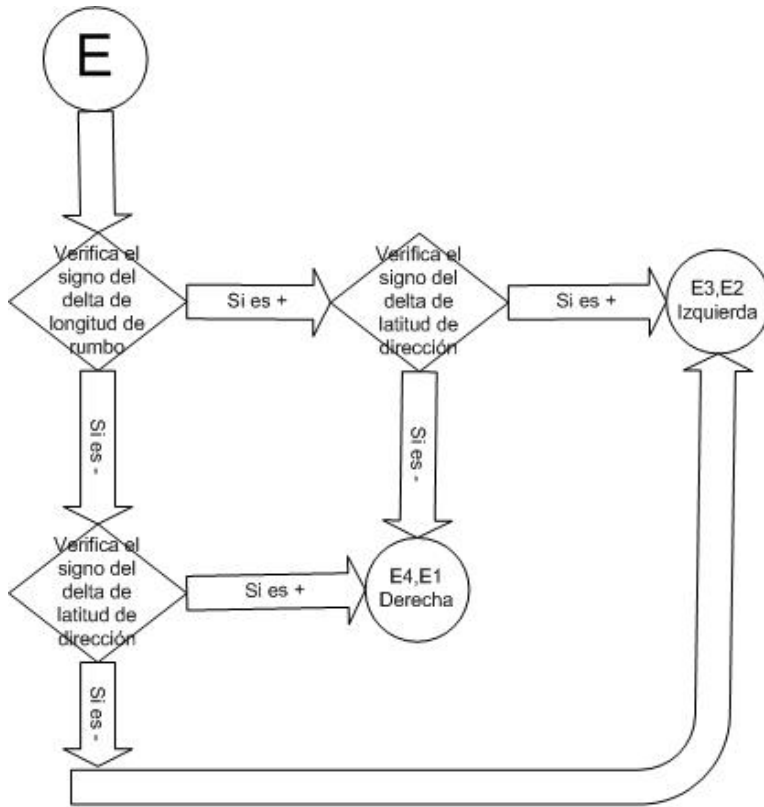 E
Verifica el
signo del
delta de
longitud de
rumbo
Si es +
Verifica el
signo del
delta de
latitud de
dirección
Si es +
E3,E2
Izquierda
Si es -
Si es -
Verifica el
signo del
delta de
latitud de
dirección
Si es +
E4,E1
Derecha
Si es -